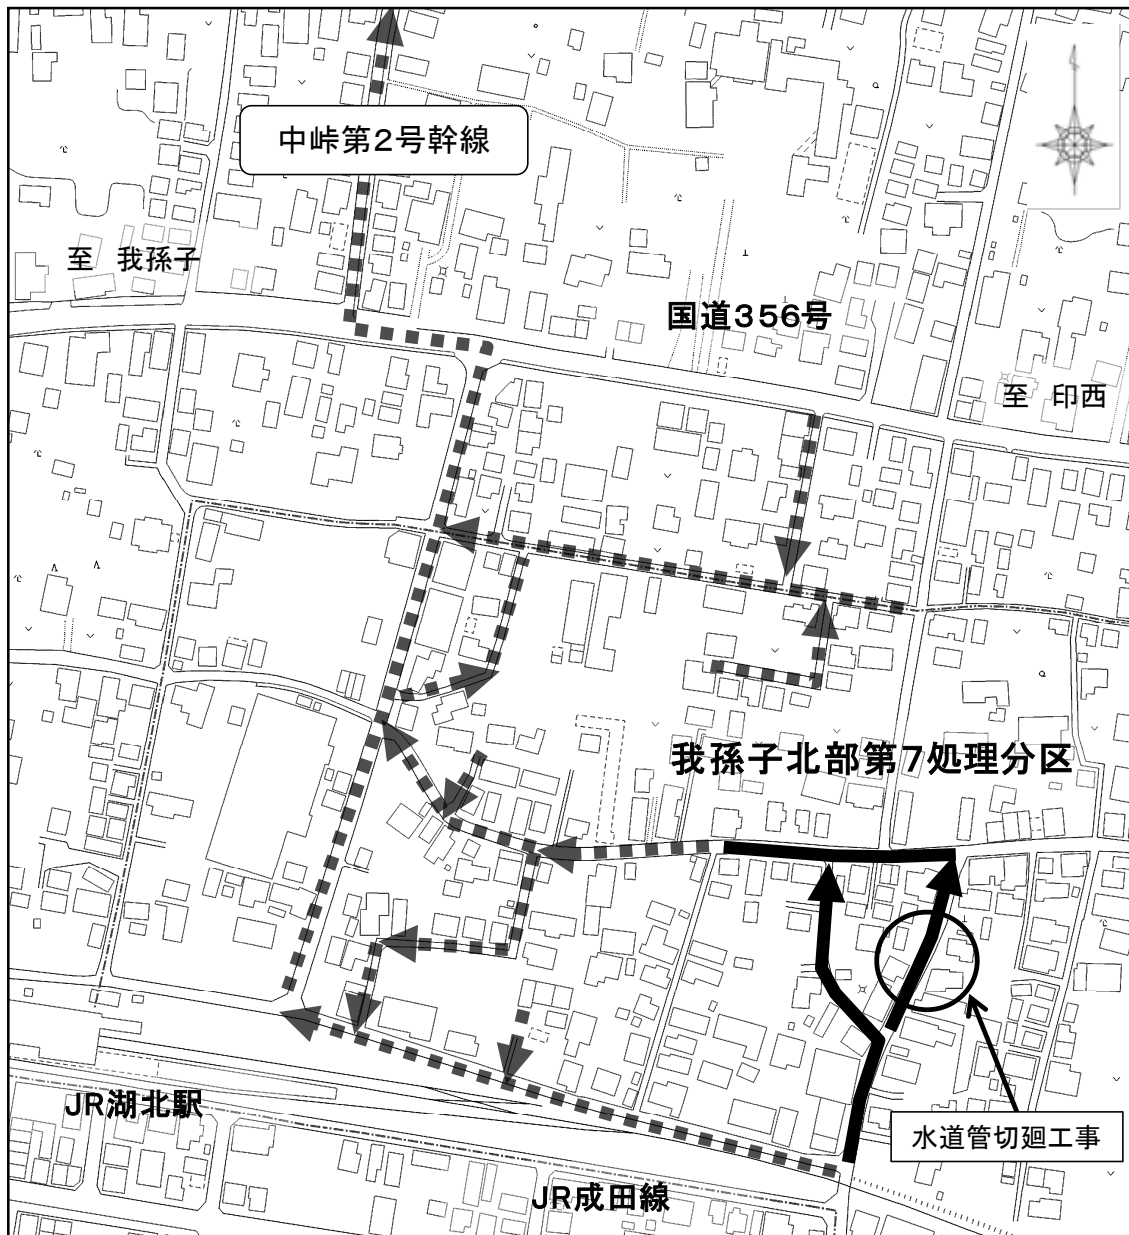 中峠第2号幹線
至 我孫子
国道356号
至 印西
我孫子北部第7処理分区
水道管切廻工事
JR湖北駅
JR成田線